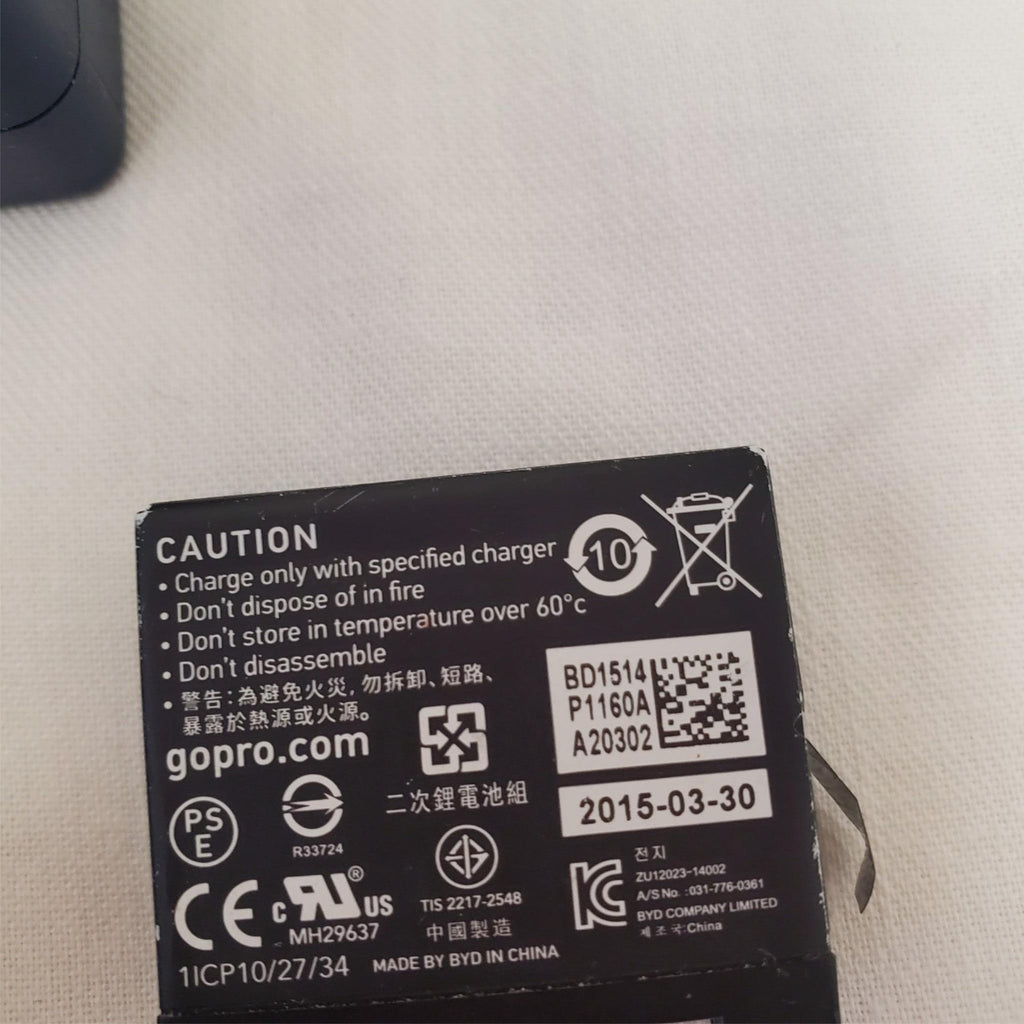 CAUTION
• Charge only with specified charger
• Don't dispose of in fire
• Don't store in temperature over 60°c
• Don't disassemble
• 警告:為避免火災, 勿拆卸、短路、
暴露於熱源或火源。
gopro.com
10
BD1514
P1160A
A20302
二次鋰電池組
2015-03-30
PS
E
R33724
TIS 2217-2548
中國製造
전지
ZU12023-14002
A/S No. :031-776-0361
BYD COMPANY LIMITED
제조국:China
CE
c RU ® US
MH29637
1ICP10/27/34
MADE BY BYD IN CHINA